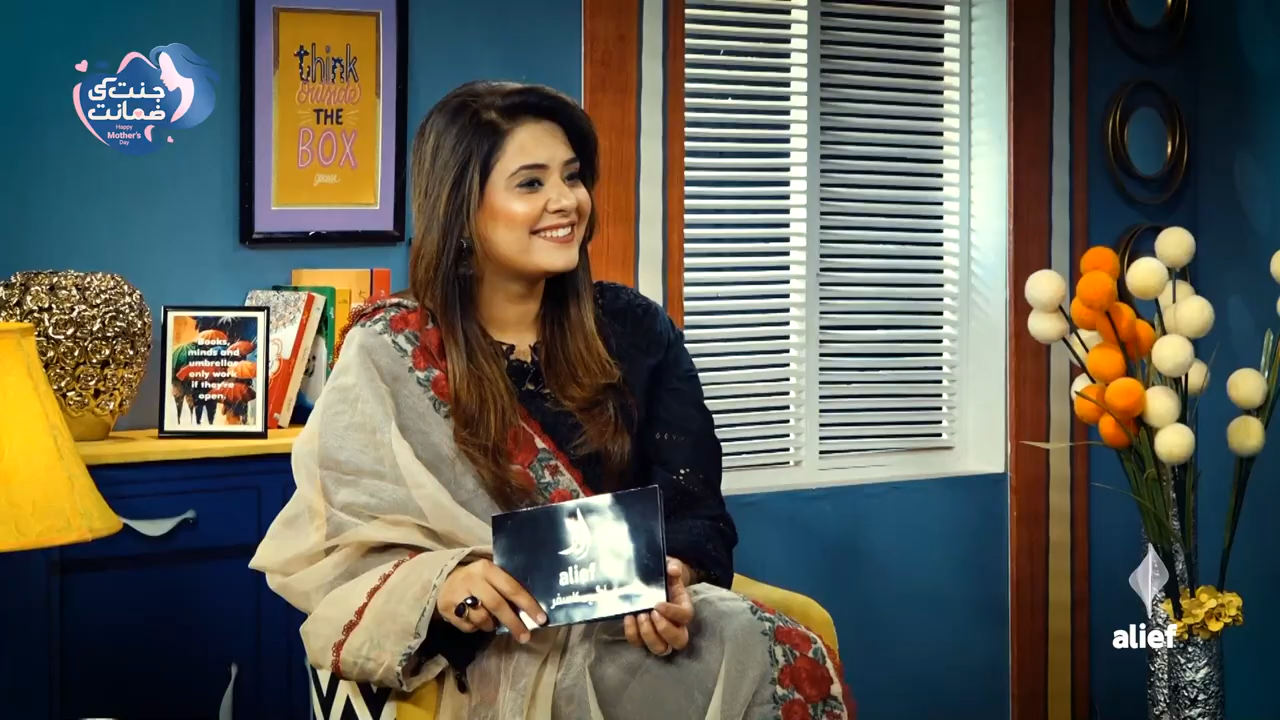 جنت کی
ضمانت
Happy
Mother's
Day
think
outside
THE
BOX
Books,
minds and
umbrellas
only work
if they're
open.
alief
alief